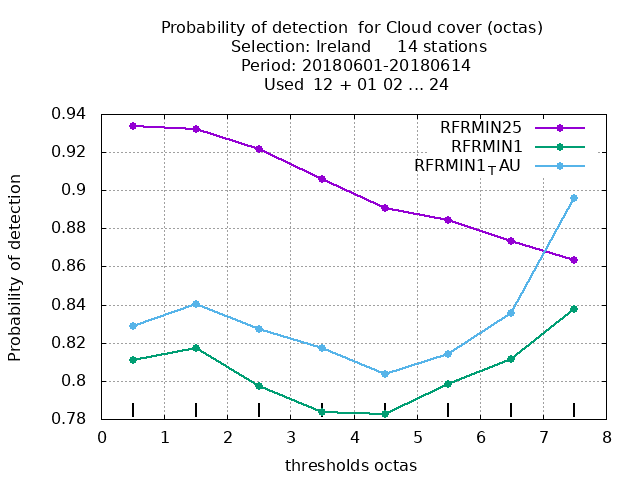 Probability of detection  for Cloud cover (octas)
Selection: Ireland     14 stations
Period: 20180601-20180614
Used  12 + 01 02 ... 24
RFRMIN25
RFRMIN1
RFRMIN1TAU
Probability of detection
0.94
0.92
0.9
0.88
0.86
0.84
0.82
0.8
0.78
0 1 2 3 4 5 6 7 8
thresholds octas